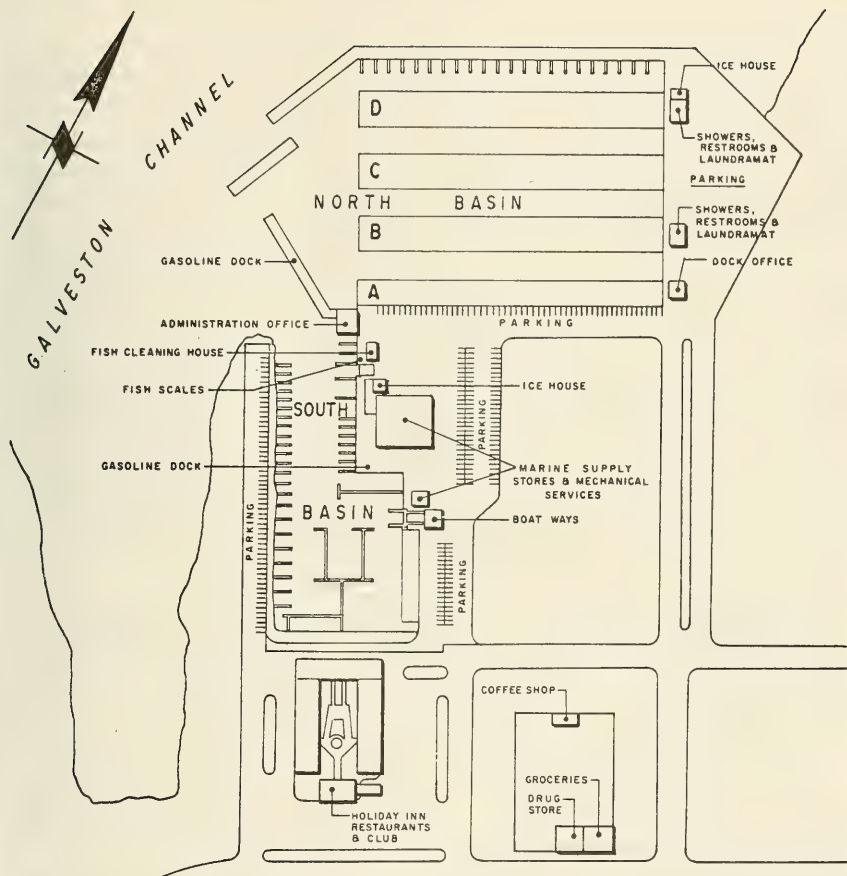 GALVESTON CHANNEL
ICE HOUSE
D
SHOWERS,
RESTROOMS &
LAUNDRAMAT
PARKING
C
NORTH BASIN
SHOWERS,
RESTROOMS &
LAUNDRAMAT
B
GASOLINE DOCK
DOCK OFFICE
A
ADMINISTRATION OFFICE
PARKING
FISH CLEANING HOUSE
FISH SCALES
ICE HOUSE
SOUTH
PARKING
GASOLINE DOCK
MARINE SUPPLY
STORES & MECHANICAL
SERVICES
BASIN
BOAT WAYS
PARKING
PARKING
COFFEE SHOP
GROCERIES
DRUG
STORE
HOLIDAY INN
RESTAURANTS
& CLUB